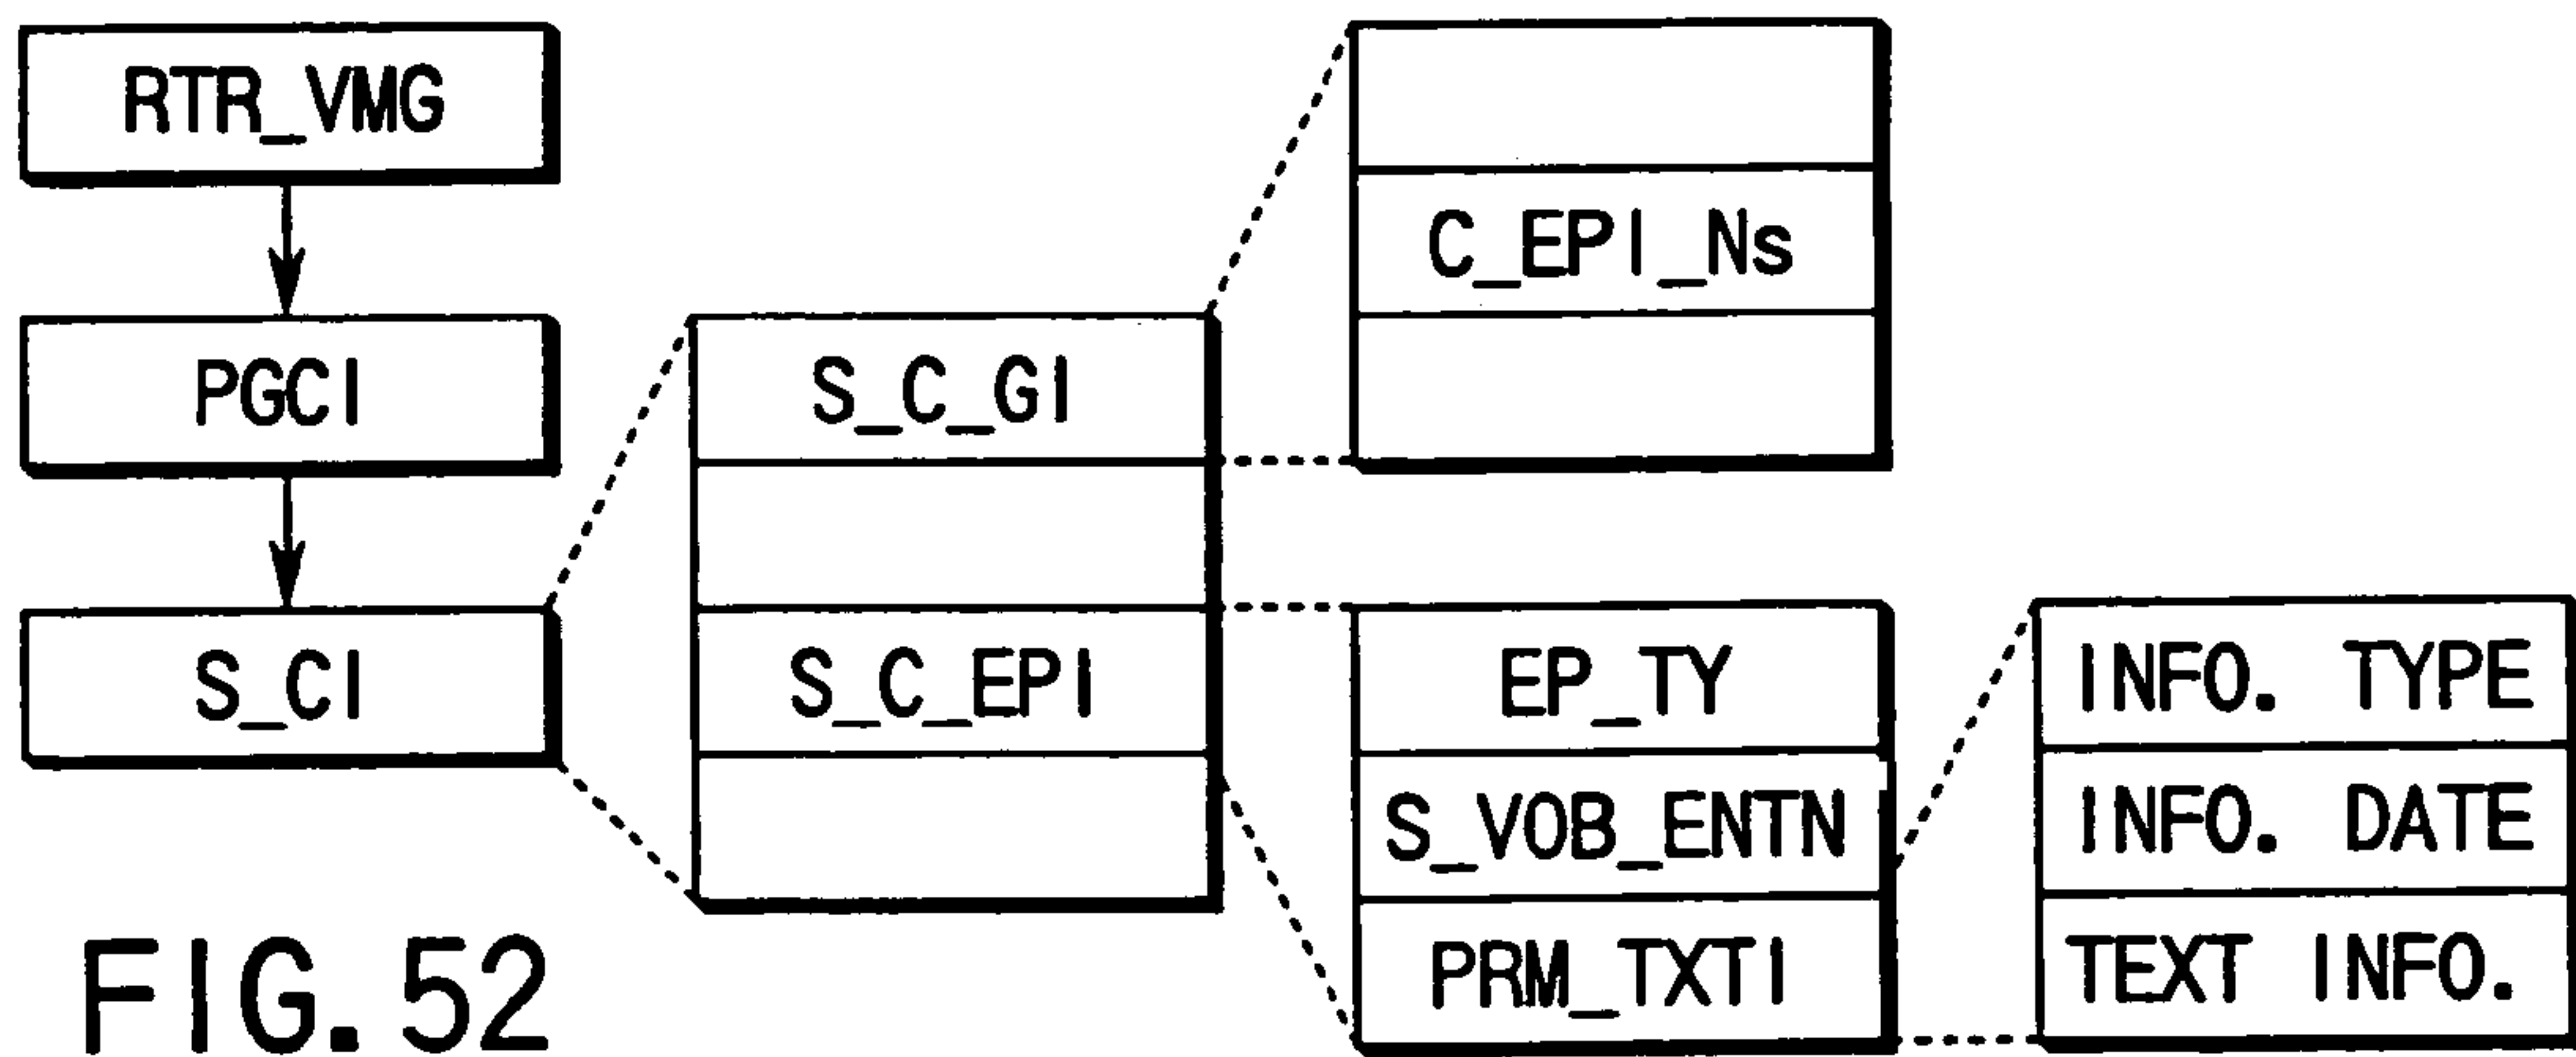 RTR_VMG
PGCI
S_CI
S_C_GI
S_C_EPI
C_EPI_Ns
EP_TY
S_VOB_ENTN
PRM_TXTI
INFO. TYPE
INFO. DATE
TEXT INFO.
FIG. 52